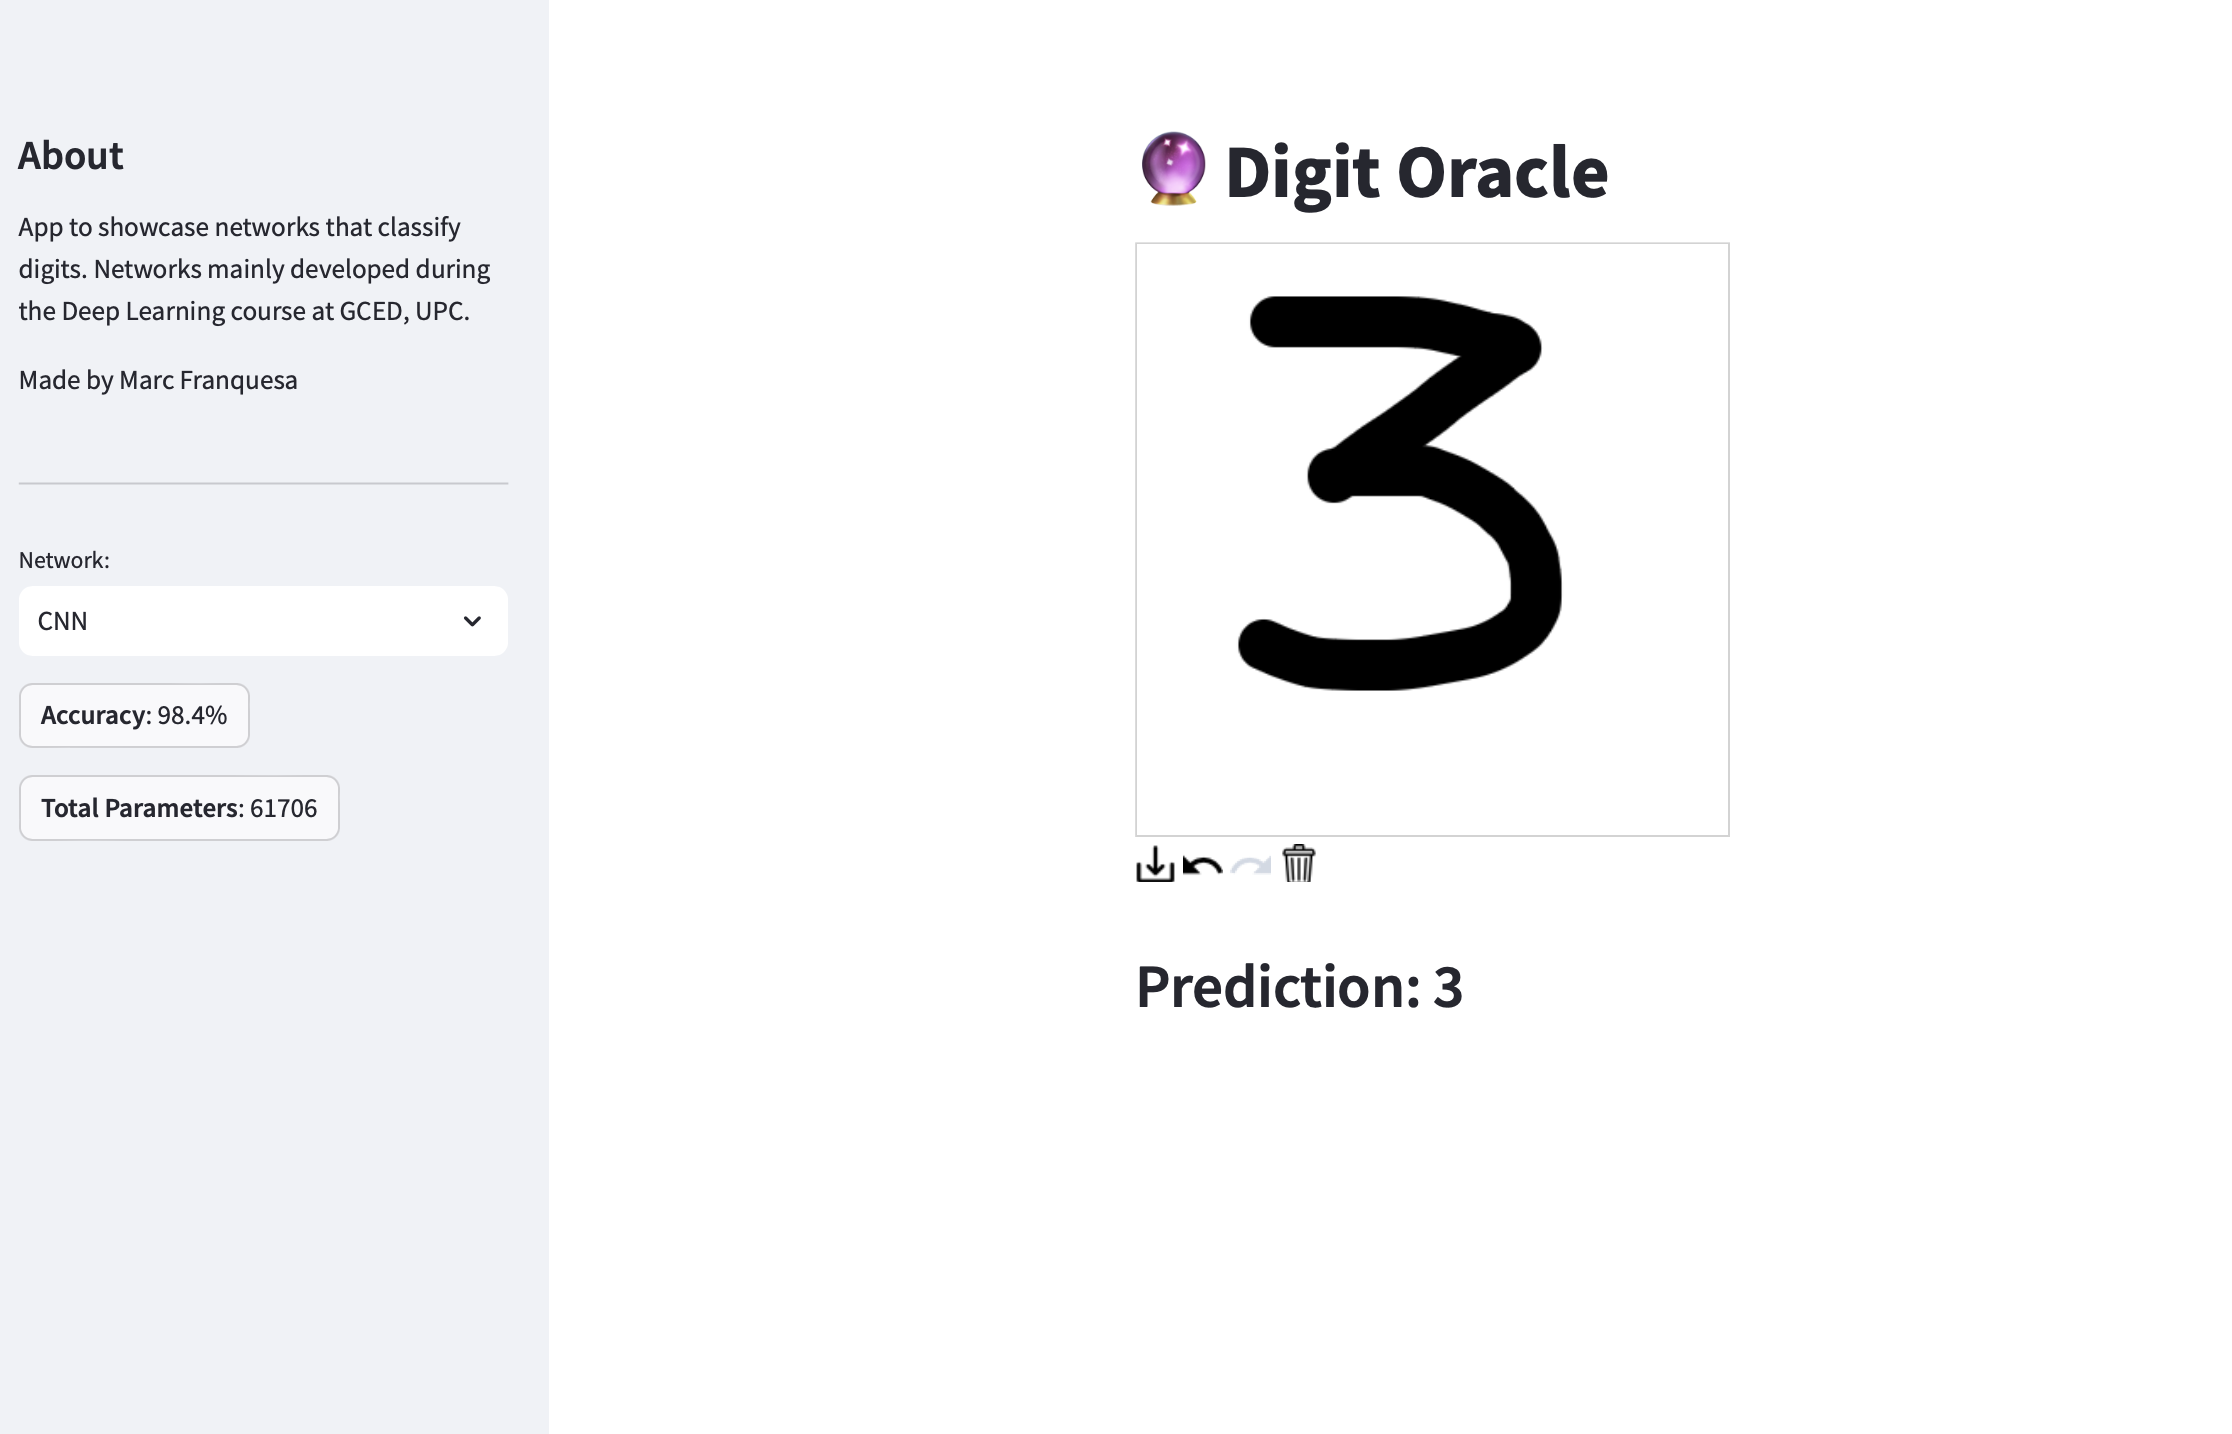 About
App to showcase networks that classify
digits. Networks mainly developed during
the Deep Learning course at GCED, UPC.
Made by Marc Franquesa
Network:
CNN
Accuracy: 98.4%
Total Parameters: 61706
🔮 Digit Oracle
3
Prediction: 3